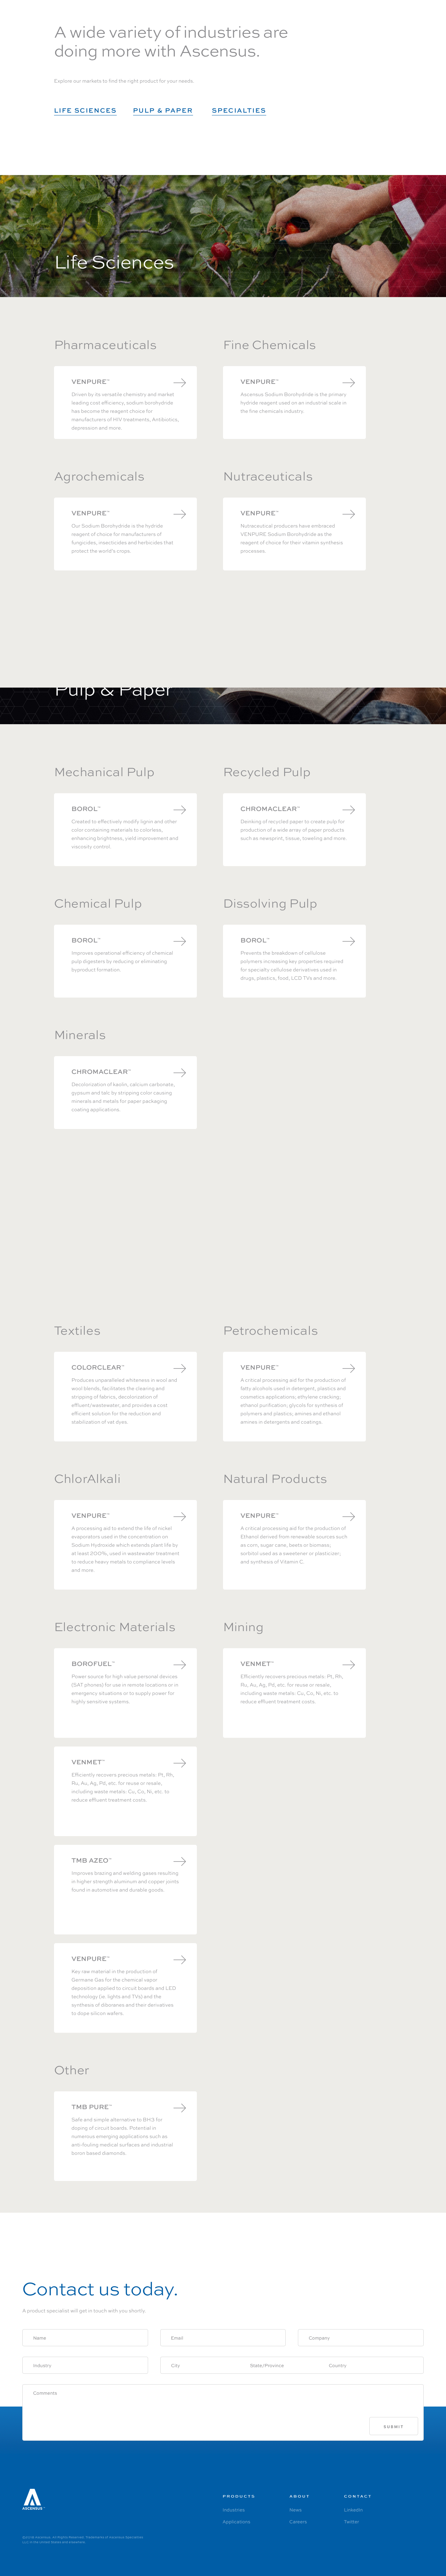 A wide variety of industries are
doing more with Ascensus.
Explore our markets to find the right product for your needs.
LIFE SCIENCES
PULP & PAPER
SPECIALTIES
Life Sciences
Pharmaceuticals
VENPURE™
Driven by its versatile chemistry and market
leading cost efficiency, sodium borohydride
has become the reagent choice for
manufacturers of HIV treatments, Antibiotics,
depression and more.
Fine Chemicals
VENPURE™
Ascensus Sodium Borohydride is the primary
hydride reagent used on an industrial scale in
the fine chemicals industry.
Agrochemicals
VENPURE™
Our Sodium Borohydride is the hydride
reagent of choice for manufacturers of
fungicides, insecticides and herbicides that
protect the world's crops.
Nutraceuticals
VENPURE™
Nutraceutical producers have embraced
VENPURE Sodium Borohydride as the
reagent of choice for their vitamin synthesis
processes.
Pulp & Paper
Mechanical Pulp
BOROL™
Created to effectively modify lignin and other
color-containing materials to colorless,
enhancing brightness, yield improvement and
viscosity control.
Recycled Pulp
CHROMACLEAR™
Deinking of recycled paper to create pulp for
production of a wide array of paper products
such as newsprint, tissue, toweling and more.
Chemical Pulp
BOROL™
Improves operational efficiency of chemical
pulp digesters by reducing or eliminating
byproduct formation.
Dissolving Pulp
BOROL™
Prevents the breakdown of cellulose
polymers increasing key properties required
for specialty cellulose derivatives used in
drugs, plastics, food, LCD TVs and more.
Minerals
CHROMACLEAR™
Decolorization of kaolin, calcium carbonate,
gypsum and talc by stripping color causing
minerals and metals for paper packaging
coating applications.
Textiles
COLORCLEAR™
Produces unparalleled whiteness in wool and
wool blends, facilitates the clearing and
stripping of fabrics, decolorization of
effluent/wastewater, and provides a cost
efficient solution for the reduction and
stabilization of vat dyes.
Petrochemicals
VENPURE™
A critical processing aid for the production of
fatty alcohols used in detergent, plastics and
cosmetics applications; ethylene cracking;
ethanol purification; glycols for synthesis of
polymers and plastics; amines and ethanol
amines in detergents and coatings.
ChlorAlkali
VENPURE™
A processing aid to extend the life of nickel
evaporators used in the concentration on
Sodium Hydroxide which extends plant life by
at least 200%; used in wastewater treatment
to reduce heavy metals to compliance levels
and more.
Natural Products
VENPURE™
A critical processing aid for the production of
Ethanol derived from renewable sources such
as corn, sugar cane, beets or biomass,
sorbitol used as a sweetener or plasticizer,
and synthesis of Vitamin C.
Electronic Materials
BOROFUEL™
Power source for high value personal devices
(SAT phones) for use in remote locations or in
emergency situations or to supply power for
highly sensitive systems.
Mining
VENMET™
Efficiently recovers precious metals: Pt, Rh,
Ru, Au, Ag, Pd, etc. for reuse or resale,
including waste metals: Cu, Co, Ni, etc. to
reduce effluent treatment costs.
VENMET™
Efficiently recovers precious metals: Pt, Rh,
Ru, Au, Ag, Pd, etc. for reuse or resale,
including waste metals: Cu, Co, Ni, etc. to
reduce effluent treatment costs.
TMB AZEO™
Improves brazing and welding gases resulting
in higher strength aluminum and copper joints
found in automotive and durable goods.
VENPURE™
Key raw material in the production of
Germane Gas for the chemical vapor
deposition applied to circuit boards and LED
technology (ie. lights and TVs) and the
synthesis of diboranes and their derivatives
to dope silicon wafers.
Other
TMB PURE™
Safe and simple alternative to BH3 for
doping of circuit boards. Potential in
numerous emerging applications such as
anti-fouling medical surfaces and industrial
boron based diamonds.
Contact us today.
A product specialist will get in touch with you shortly.
Name
Email
Company
Industry
City
State/Province
Country
Comments
SUBMIT
ASCENSUS™
PRODUCTS
Industries
Applications
ABOUT
News
Careers
CONTACT
LinkedIn
Twitter